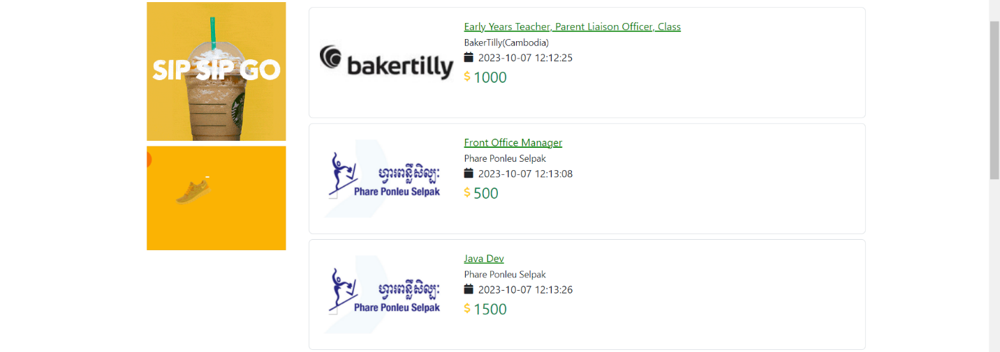 SIP SIP GO
bakertilly
Early Years Teacher, Parent Liaison Officer, Class
BakerTilly(Cambodia)
2023-10-07 12:12:25
$ 1000
ហ្វារពន្លឺសិល្បៈ
Phare Ponleu Selpak
Front Office Manager
Phare Ponleu Selpak
2023-10-07 12:13:08
$ 500
ហ្វារពន្លឺសិល្បៈ
Phare Ponleu Selpak
Java Dev
Phare Ponleu Selpak
2023-10-07 12:13:26
$ 1500